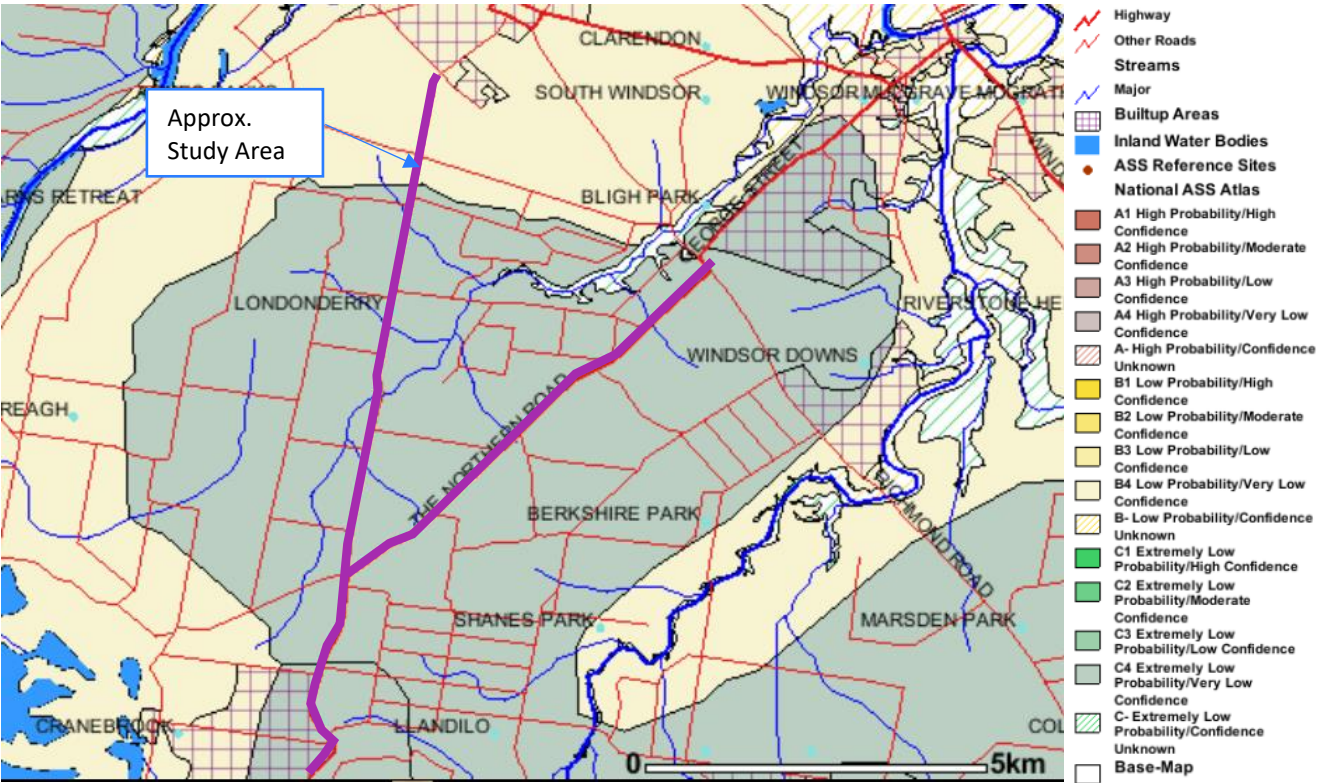 CLARENDON
SOUTH WINDSOR
WINDSOR
Approx.
Study Area
RETREAT
BLIGH PARK
STREET
LONDONDERRY
WINDSOR DOWNS
REAGH
THE NORTHERN ROAD
BERKSHIRE PARK
RICHMOND ROAD
SHANES PARK
MARSDEN PARK
CRANEBROOK
LLANDILO
COL
0
5km
Highway
Other Roads
Streams
Major
Builtup Areas
Inland Water Bodies
ASS Reference Sites
National ASS Atlas
A1 High Probability/High
Confidence
A2 High Probability/Moderate
Confidence
A3 High Probability/Low
Confidence
A4 High Probability/Very Low
Confidence
A- High Probability/Confidence
Unknown
B1 Low Probability/High
Confidence
B2 Low Probability/Moderate
Confidence
B3 Low Probability/Low
Confidence
B4 Low Probability/Very Low
Confidence
B- Low Probability/Confidence
Unknown
C1 Extremely Low
Probability/High Confidence
C2 Extremely Low
Probability/Moderate
Confidence
C3 Extremely Low
Probability/Low Confidence
C4 Extremely Low
Probability/Very Low
Confidence
C- Extremely Low
Probability/Confidence
Unknown
Base-Map